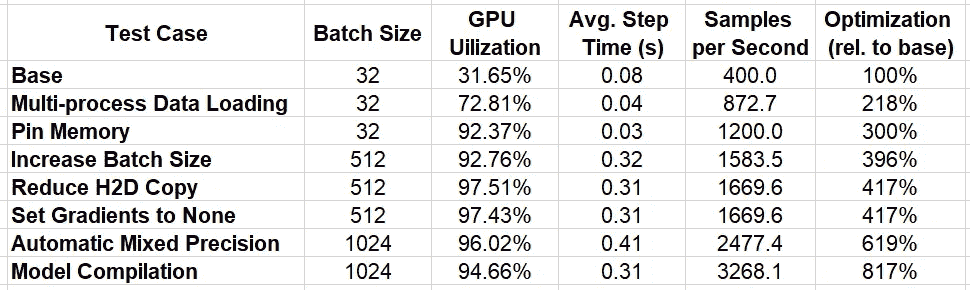 Test Case Batch Size GPU Uilization Avg. Step Time (s) Samples per Second Optimization (rel. to base)
Base 32 31.65% 0.08 400.0 100%
Multi-process Data Loading 32 72.81% 0.04 872.7 218%
Pin Memory 32 92.37% 0.03 1200.0 300%
Increase Batch Size 512 92.76% 0.32 1583.5 396%
Reduce H2D Copy 512 97.51% 0.31 1669.6 417%
Set Gradients to None 512 97.43% 0.31 1669.6 417%
Automatic Mixed Precision 1024 96.02% 0.41 2477.4 619%
Model Compilation 1024 94.66% 0.31 3268.1 817%